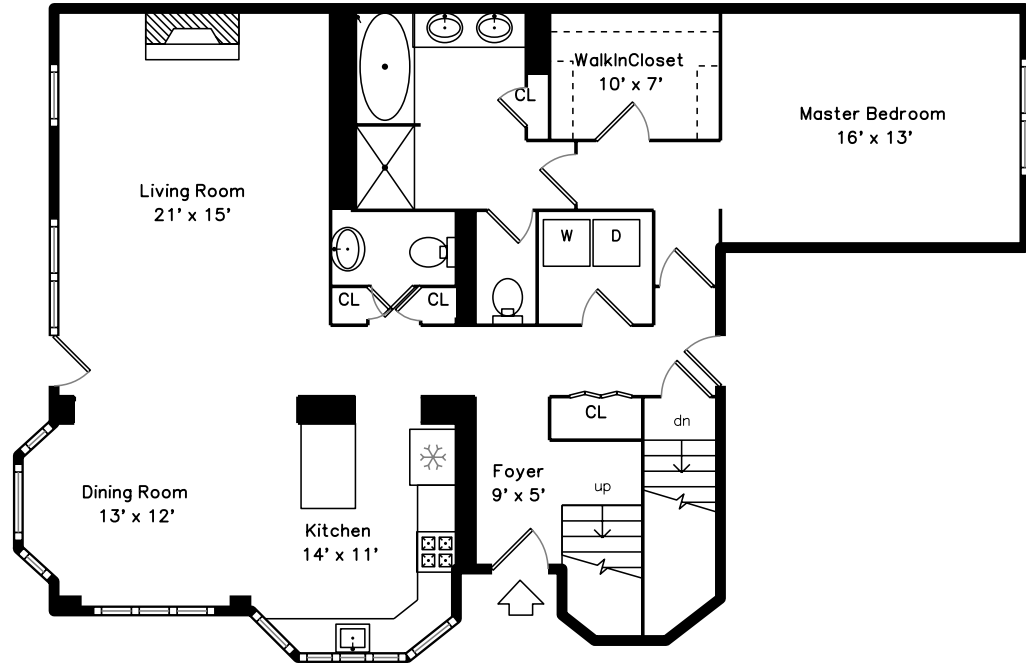 WalkInCloset
10' x 7'
CL
Master Bedroom
16' x 13'
Living Room
21' x 15'
W
D
CL
CL
CL
dn
Foyer
9' x 5'
up
Dining Room
13' x 12'
Kitchen
14' x 11'